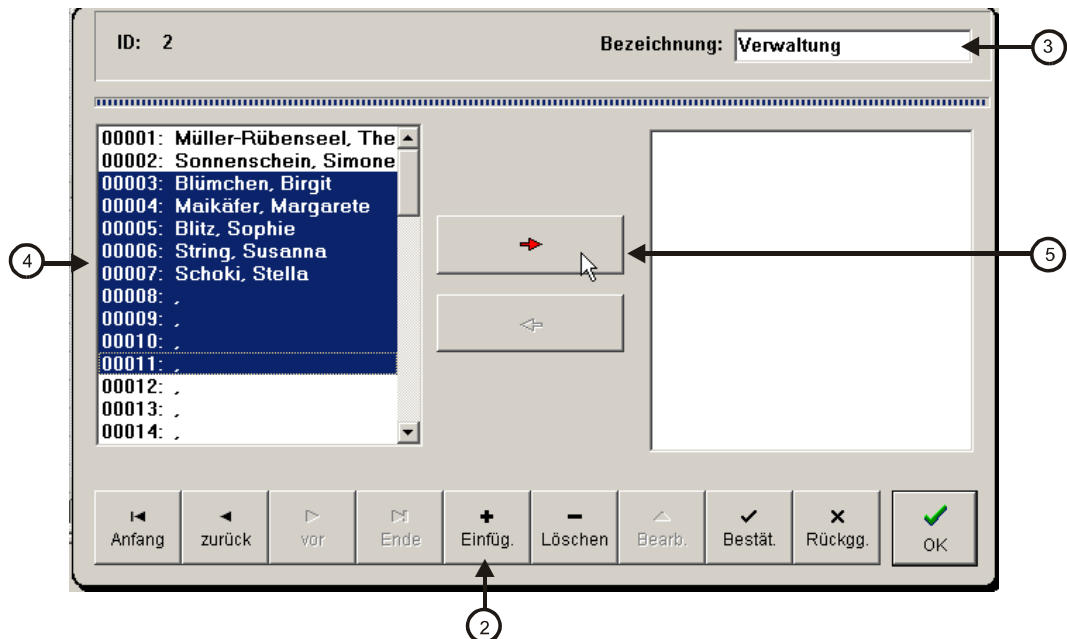 ID: 2
Bezeichnung: Verwaltung
3
00001: Müller-Rübenseel, The
00002: Sonnenschein, Simone
00003: Blümchen, Birgit
00004: Maikäfer, Margarete
00005: Blitz, Sophie
00006: String, Susanna
00007: Schoki, Stella
00008: ,
00009: ,
00010: ,
00011: ,
00012: ,
00013: ,
00014: ,
4
5
Anfang zurück vor Ende Einfüg. Löschen Bearb. Bestät. Rückgg. OK
2